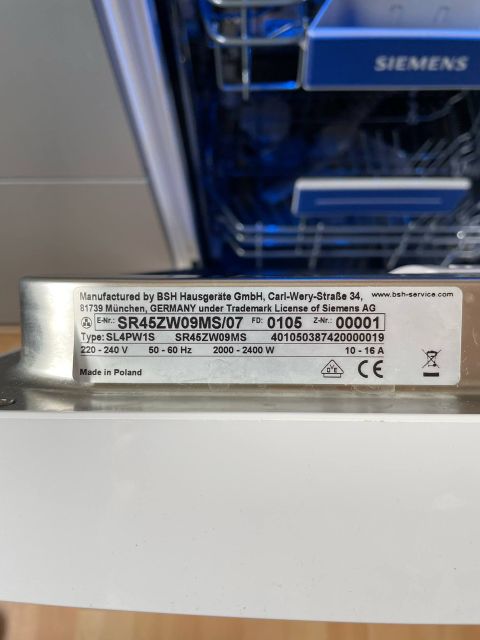 SIEMENS
Manufactured by BSH Hausgeräte GmbH, Carl-Wery-Straße 34, www.bsh-service.com
81739 München, GERMANY under Trademark License of Siemens AG
E-Nr.: SR45ZW09MS/07 FD: 0105 Z-Nr.: 00001
Type: SL4PW1S SR45ZW09MS 401050387420000019
220 - 240 V 50 - 60 Hz 2000 - 2400 W 10 - 16 A
Made in Poland CE